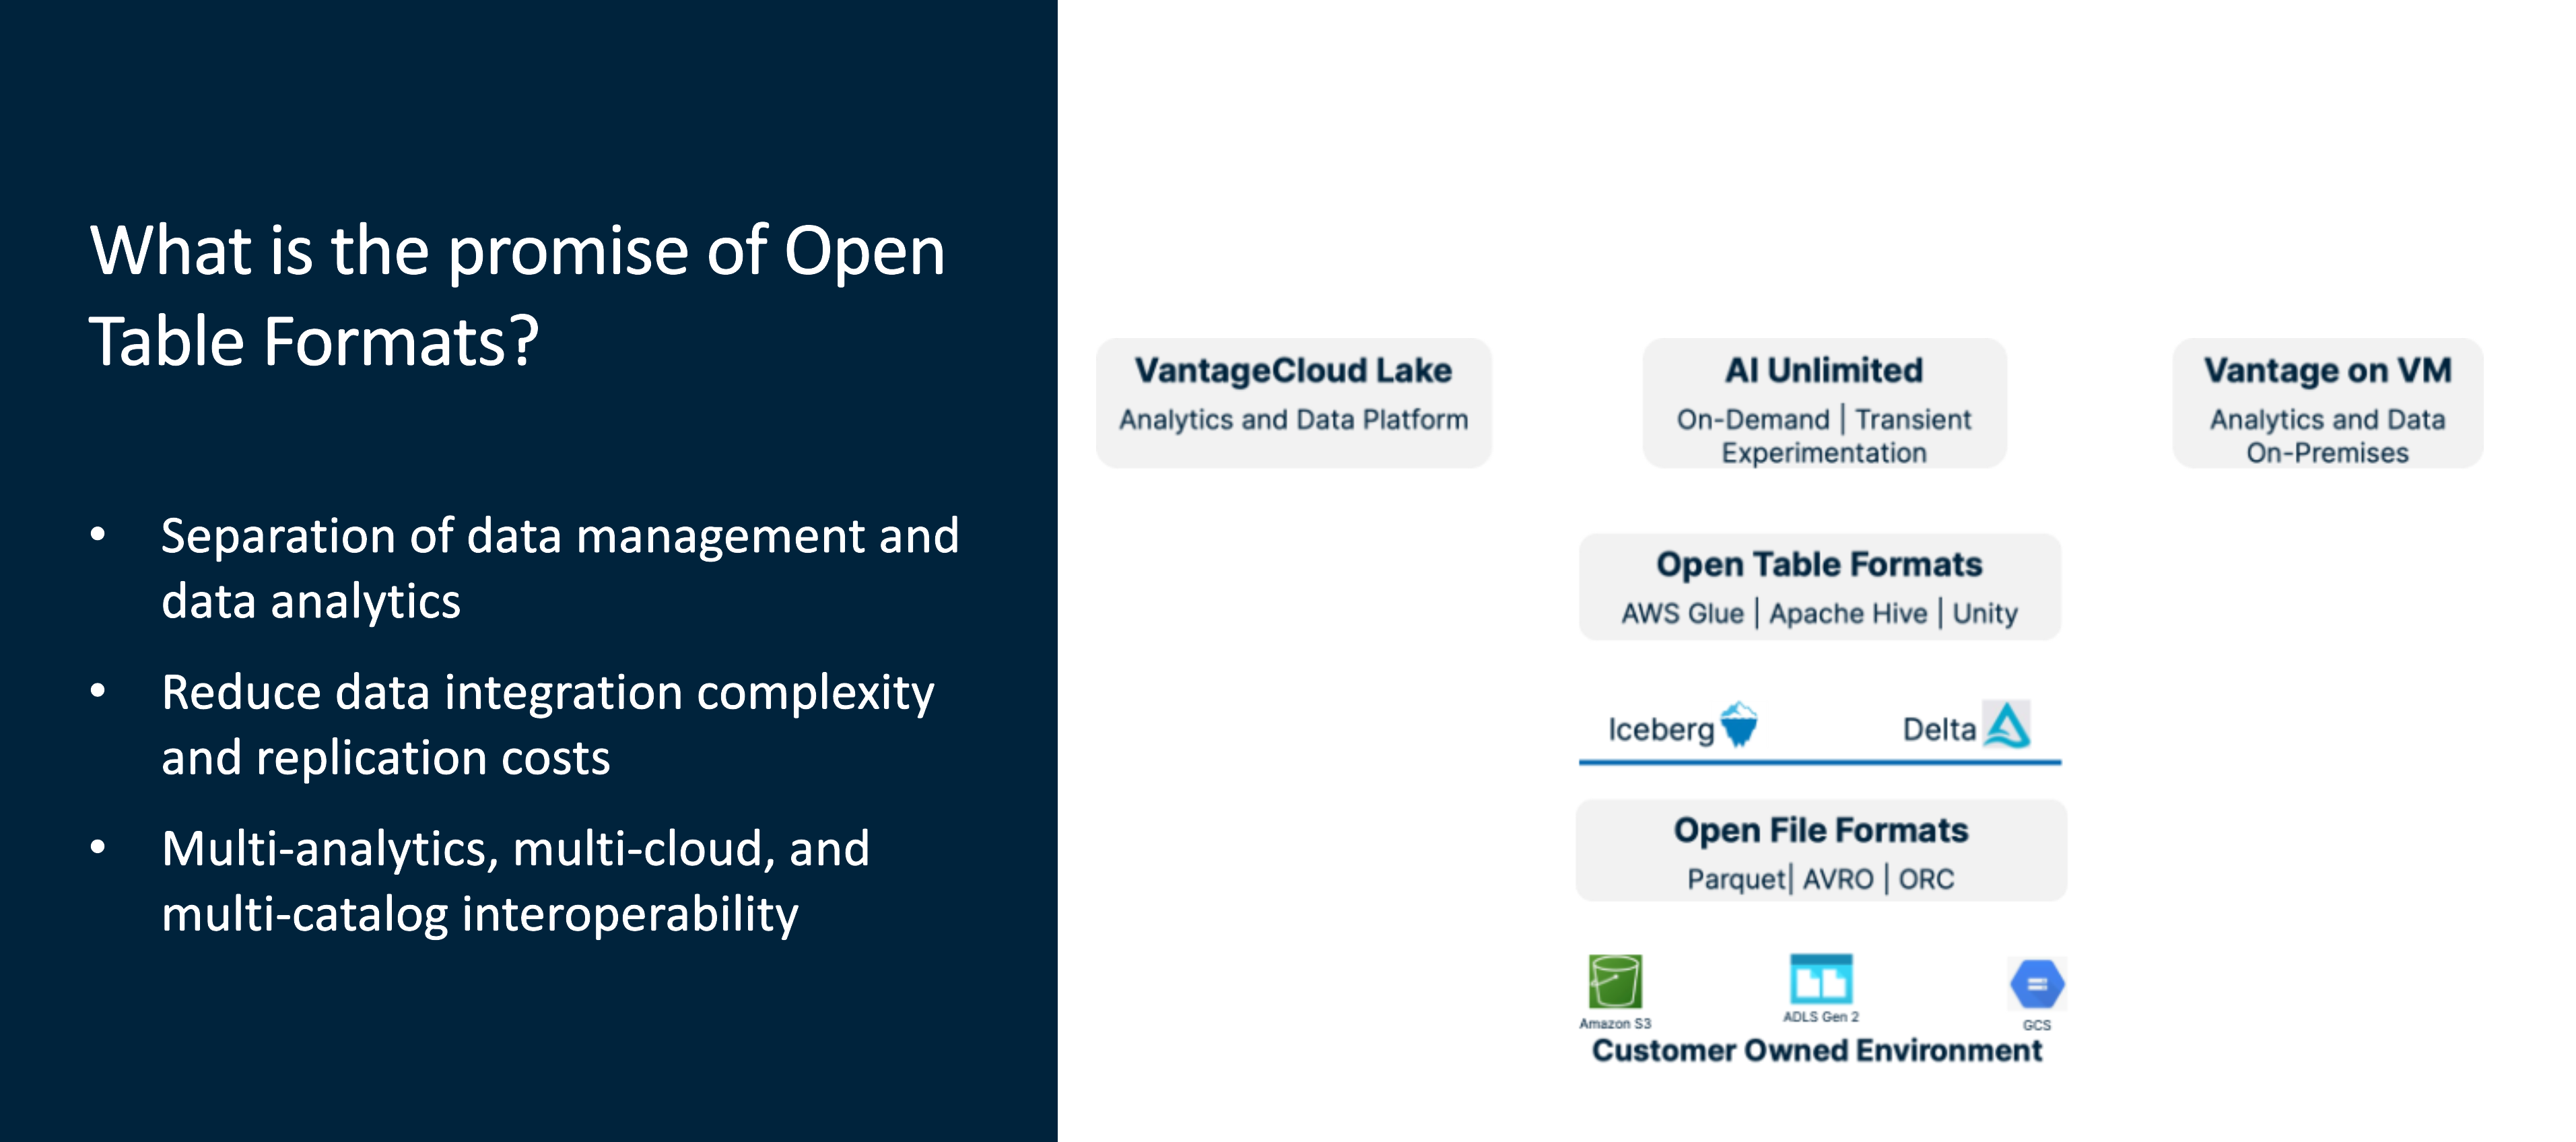 What is the promise of Open
Table Formats?
• Separation of data management and
data analytics
• Reduce data integration complexity
and replication costs
• Multi-analytics, multi-cloud, and
multi-catalog interoperability
VantageCloud Lake
Analytics and Data Platform
AI Unlimited
On-Demand | Transient
Experimentation
Vantage on VM
Analytics and Data
On-Premises
Open Table Formats
AWS Glue | Apache Hive | Unity
Iceberg
Delta
Open File Formats
Parquet| AVRO | ORC
Amazon S3
ADLS Gen 2
GCS
Customer Owned Environment